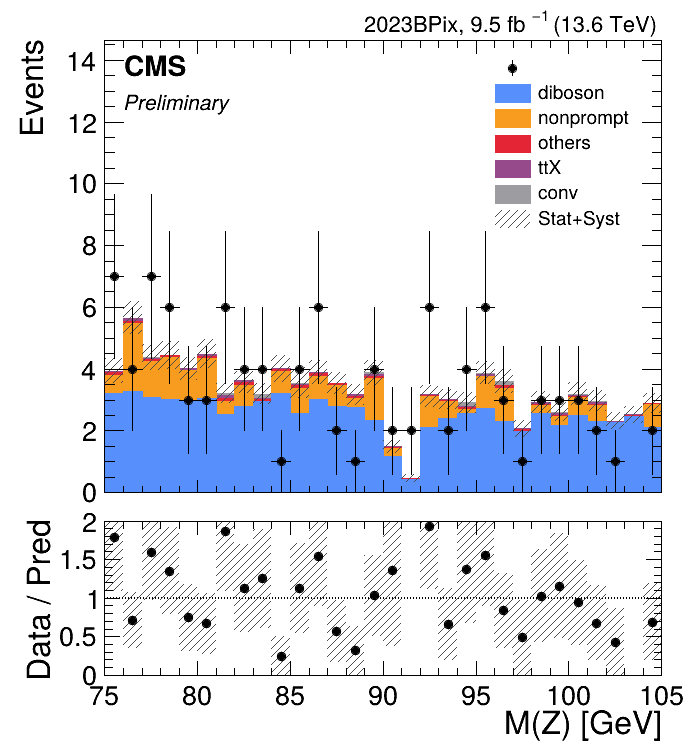 2023BPix, 9.5 fb⁻¹ (13.6 TeV)
Events
CMS
Preliminary
diboson
nonprompt
others
ttX
conv
Stat+Syst
14
12
10
8
6
4
2
0
Data / Pred
2
1.5
1
0.5
0
75 80 85 90 95 100 105
M(Z) [GeV]